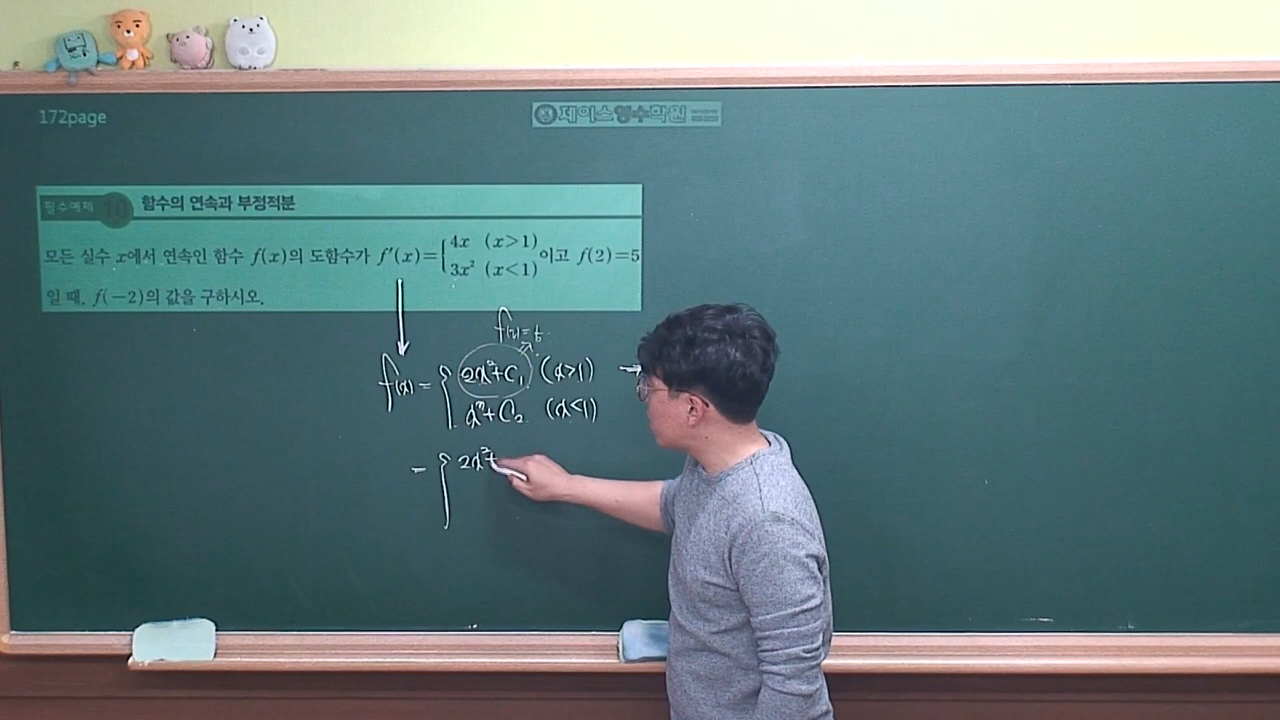 172page
제이스영수학원
필수예제 10 함수의 연속과 부정적분
모든 실수 x에서 연속인 함수 f(x)의 도함수가 f′(x)={4x (x>1) 이고 f(2)=5
3x² (x<1)
일 때, f(−2)의 값을 구하시오.
f(x) = { 2x²+C₁ (x>1) →
x³+C₂ (x<1)
= { 2x²+